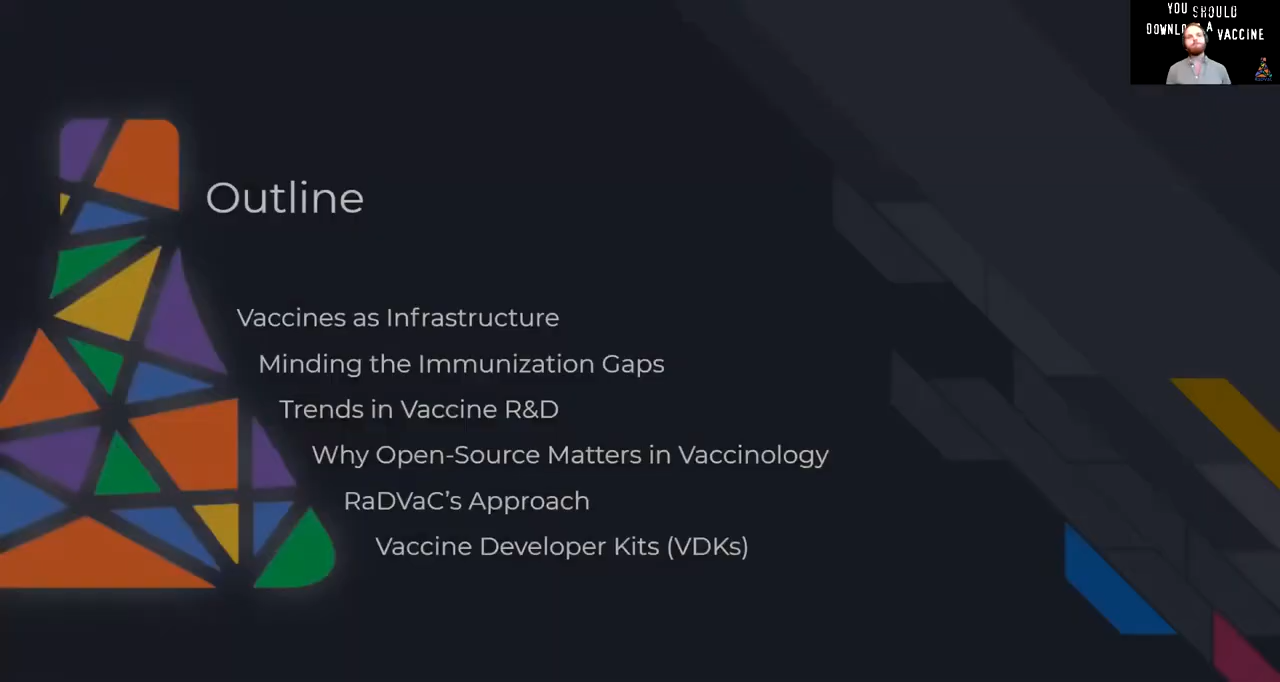 YOU SHOULD
A
VACCINE
Outline
Vaccines as Infrastructure
Minding the Immunization Gaps
Trends in Vaccine R&D
Why Open-Source Matters in Vaccinology
RaDVaC’s Approach
Vaccine Developer Kits (VDKs)